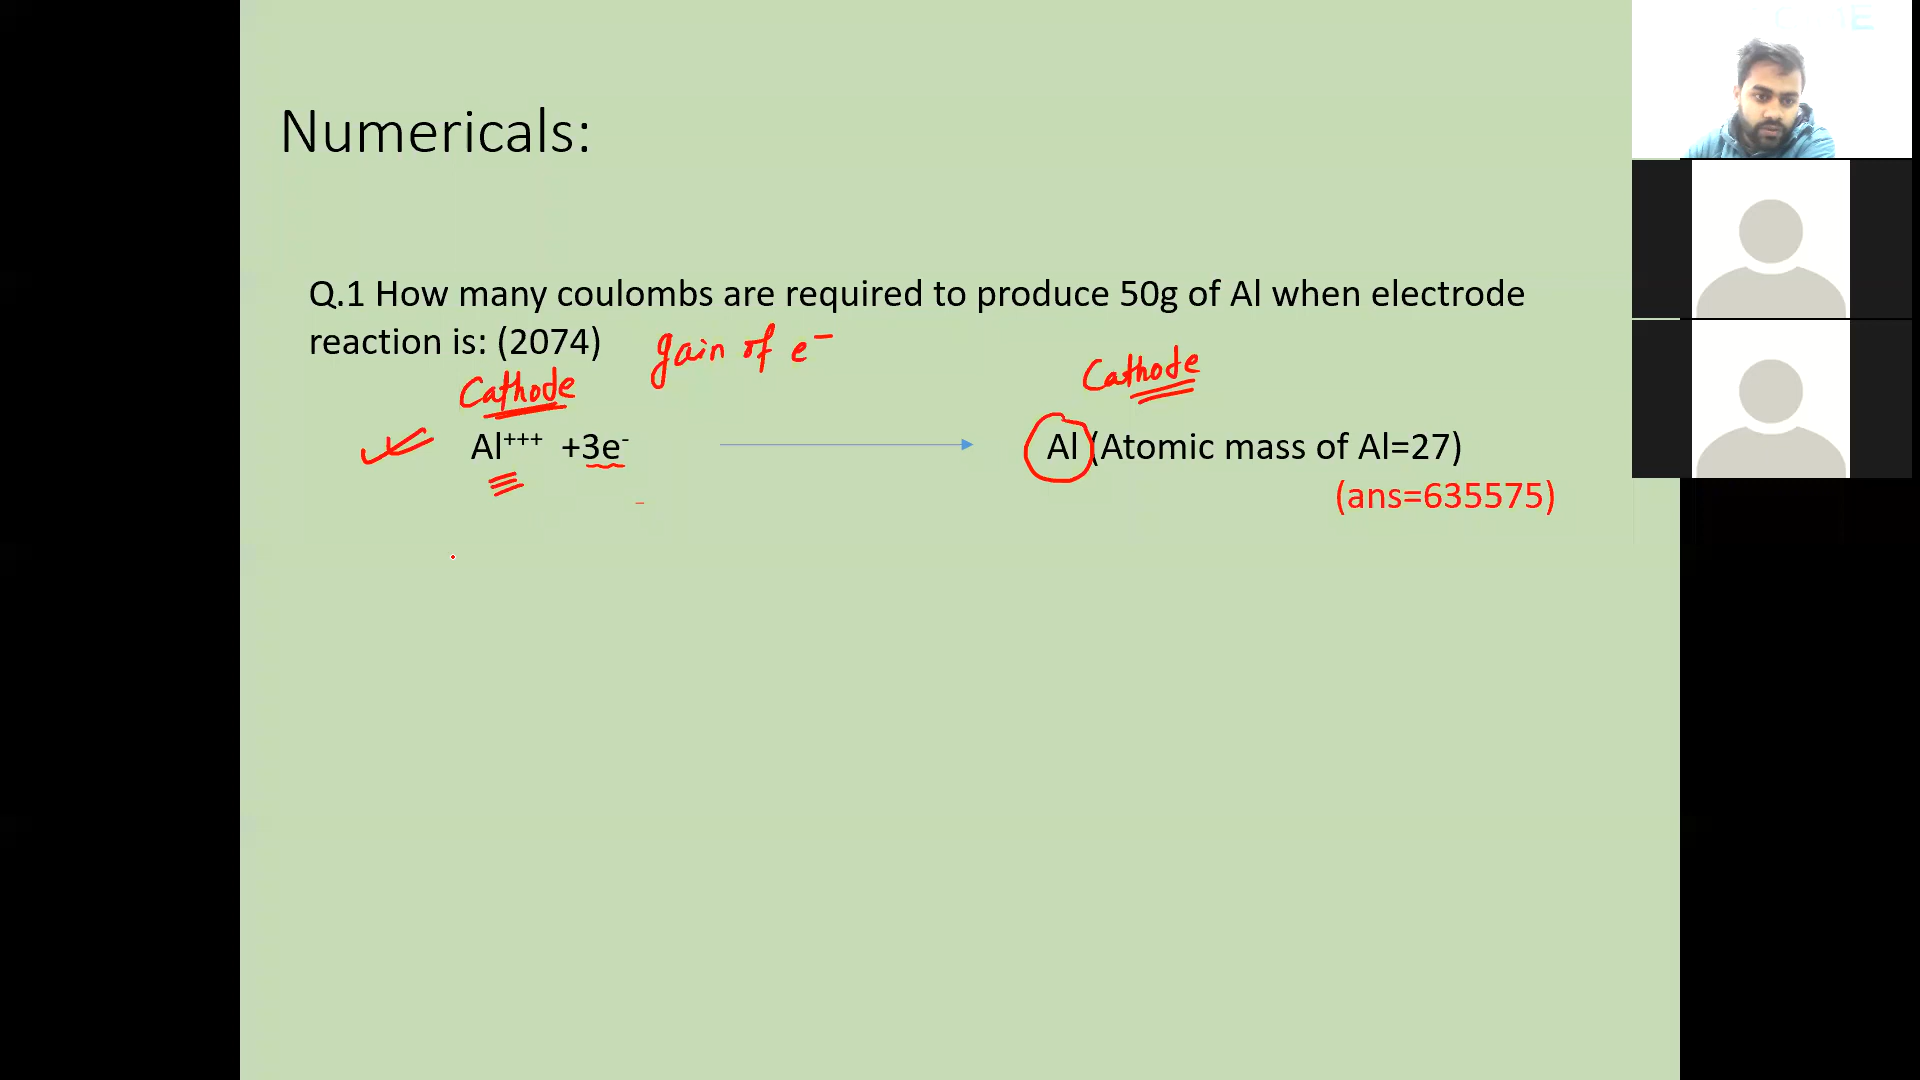 Numericals:
Q.1 How many coulombs are required to produce 50g of Al when electrode
reaction is: (2074)
gain of e⁻
Cathode
Cathode
Al⁺⁺⁺ +3e⁻
Al (Atomic mass of Al=27)
(ans=635575)